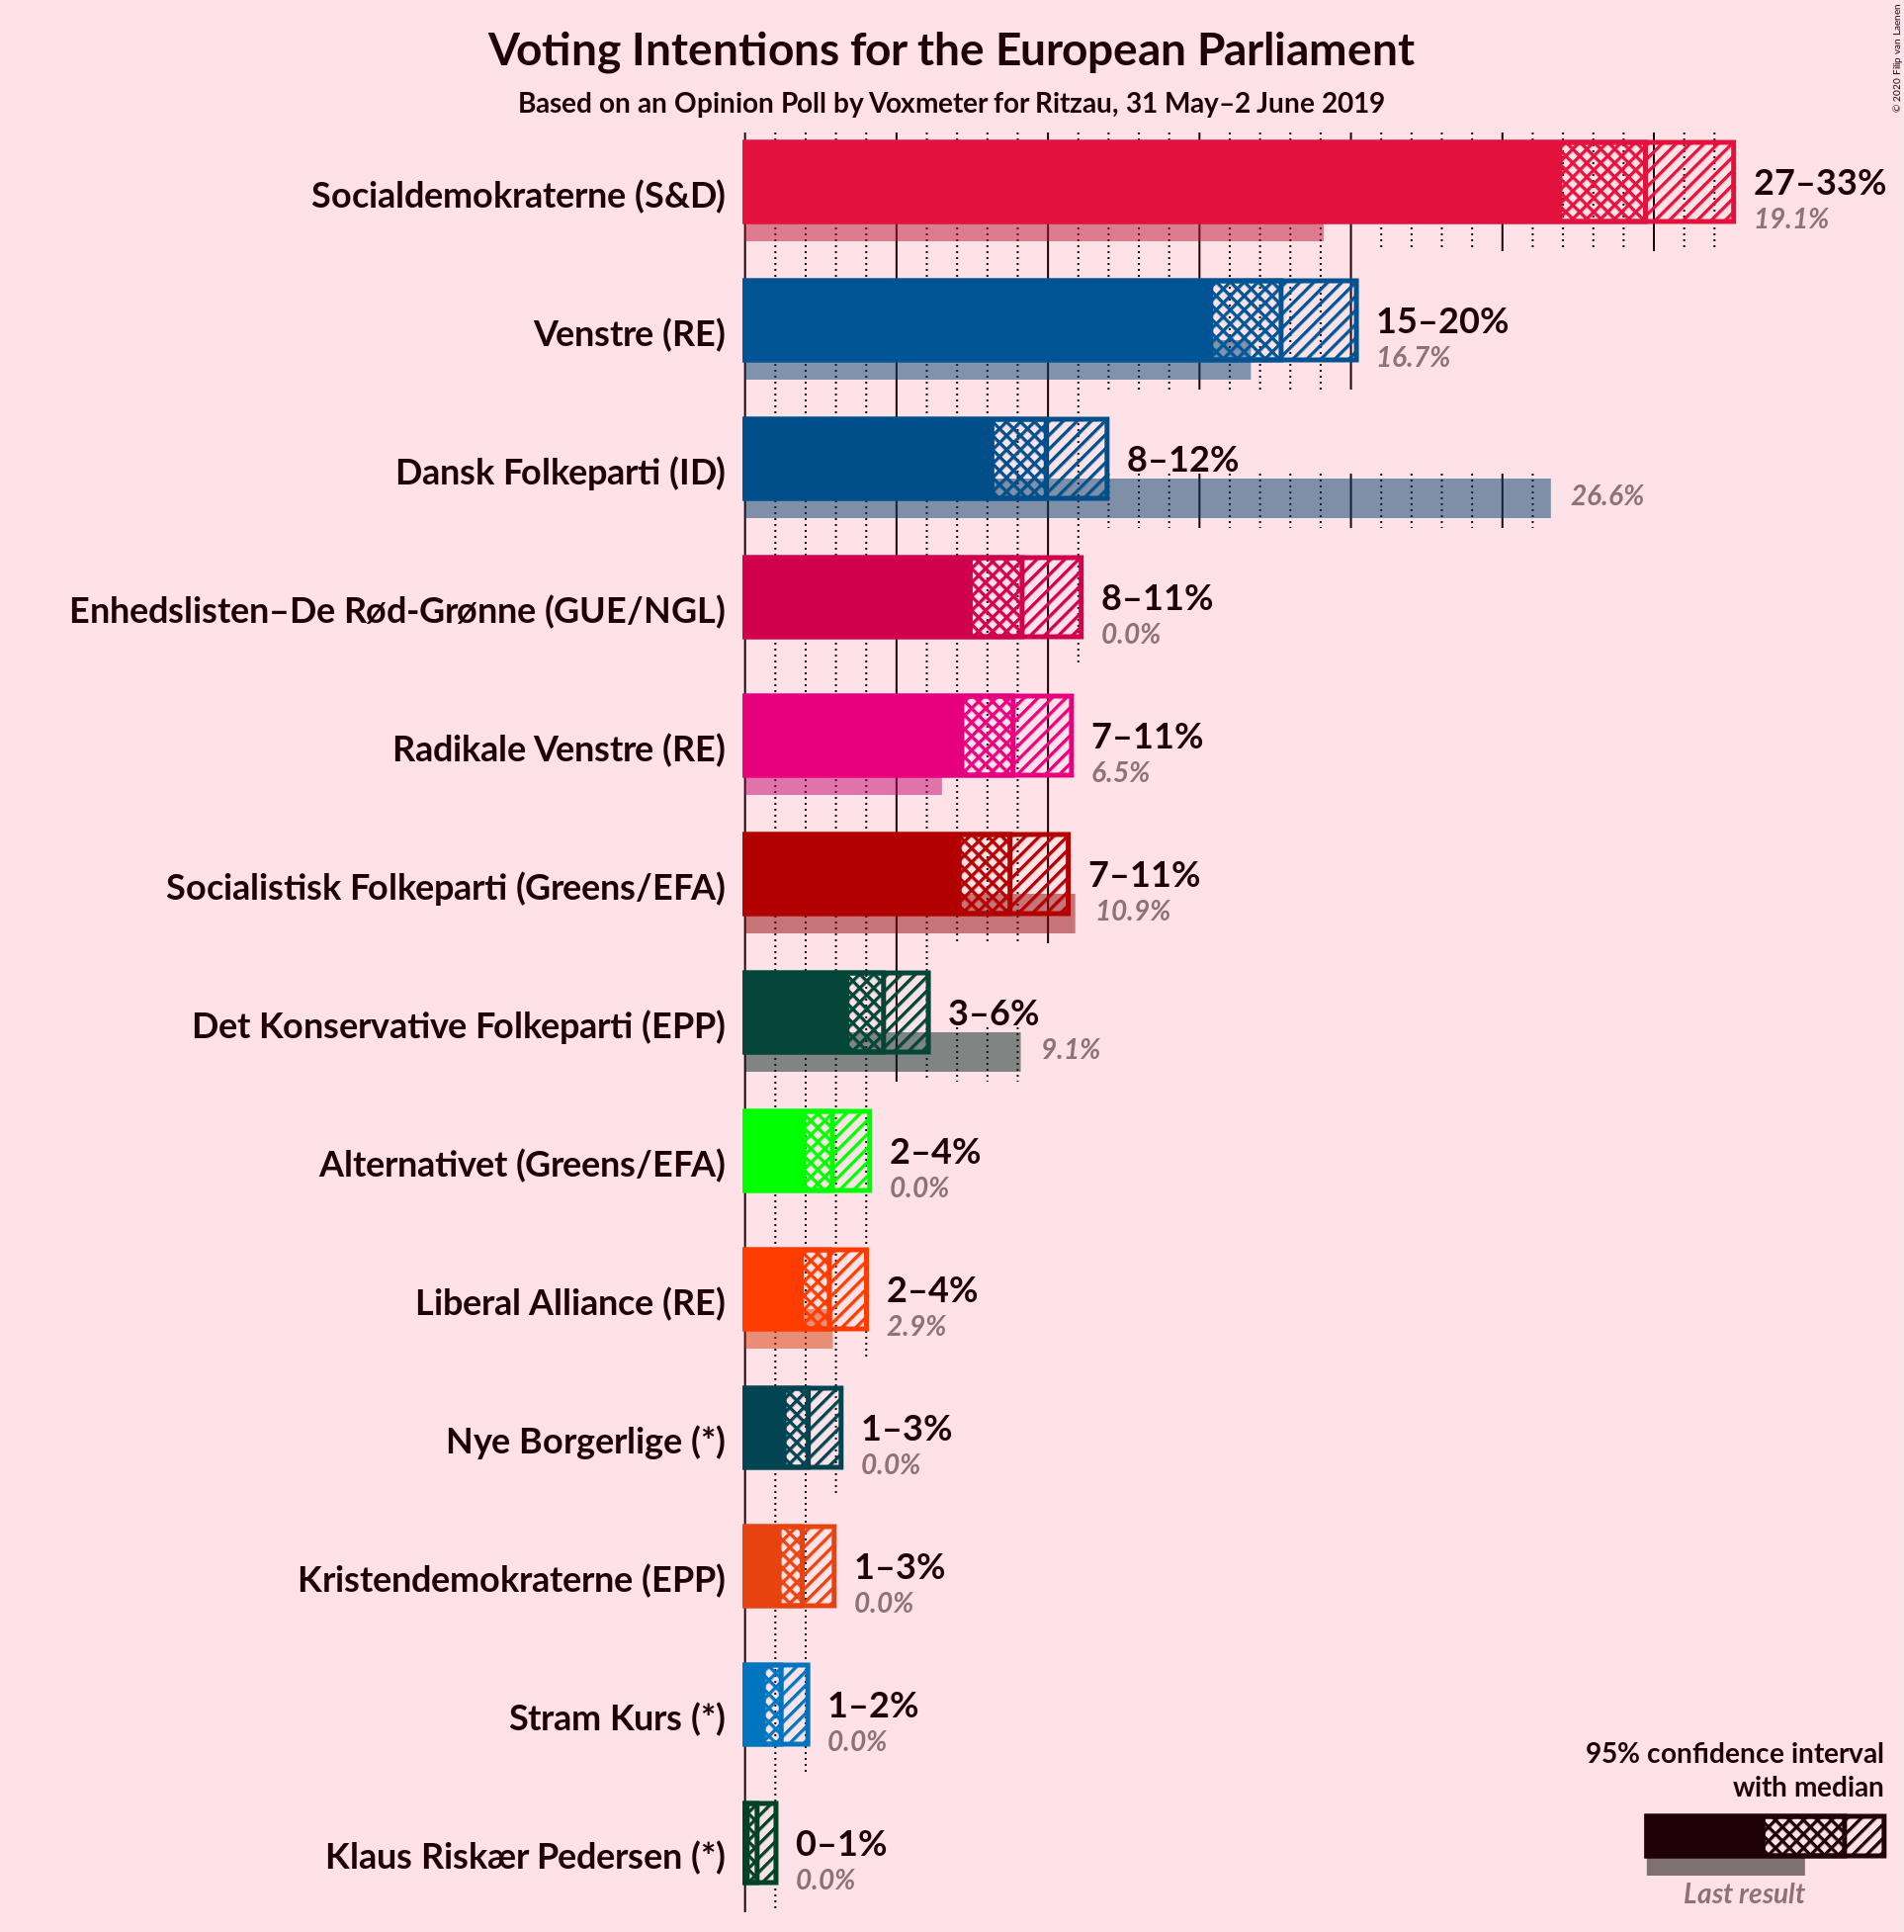 Voting Intentions for the European Parliament
Based on an Opinion Poll by Voxmeter for Ritzau, 31 May–2 June 2019
© 2020 Filip van Laenen
Socialdemokraterne (S&D)
27–33%
19.1%
Venstre (RE)
15–20%
16.7%
Dansk Folkeparti (ID)
8–12%
26.6%
Enhedslisten–De Rød-Grønne (GUE/NGL)
8–11%
0.0%
Radikale Venstre (RE)
7–11%
6.5%
Socialistisk Folkeparti (Greens/EFA)
7–11%
10.9%
Det Konservative Folkeparti (EPP)
3–6%
9.1%
Alternativet (Greens/EFA)
2–4%
0.0%
Liberal Alliance (RE)
2–4%
2.9%
Nye Borgerlige (*)
1–3%
0.0%
Kristendemokraterne (EPP)
1–3%
0.0%
Stram Kurs (*)
1–2%
0.0%
Klaus Riskær Pedersen (*)
0–1%
0.0%
95% confidence interval
with median
Last result